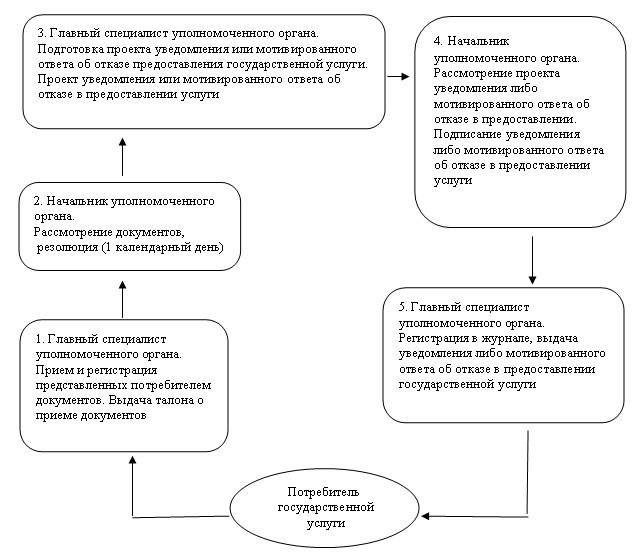 3. Главный специалист уполномоченного органа.
Подготовка проекта уведомления или мотивированного
ответа об отказе предоставления государственной услуги.
Проект уведомления или мотивированного ответа об
отказе в предоставлении услуги
4. Начальник
уполномоченного органа.
Рассмотрение проекта
уведомления либо
мотивированного ответа об
отказе в предоставлении.
Подписание уведомления
либо мотивированного ответа
об отказе в предоставлении
услуги
2. Начальник уполномоченного
органа.
Рассмотрение документов,
резолюция (1 календарный день)
5. Главный специалист
уполномоченного органа.
Регистрация в журнале, выдача
уведомления либо мотивированного
ответа об отказе в предоставлении
государственной услуги
1. Главный специалист
уполномоченного органа.
Прием и регистрация
представленных потребителем
документов. Выдача талона о
приеме документов
Потребитель
государственной
услуги